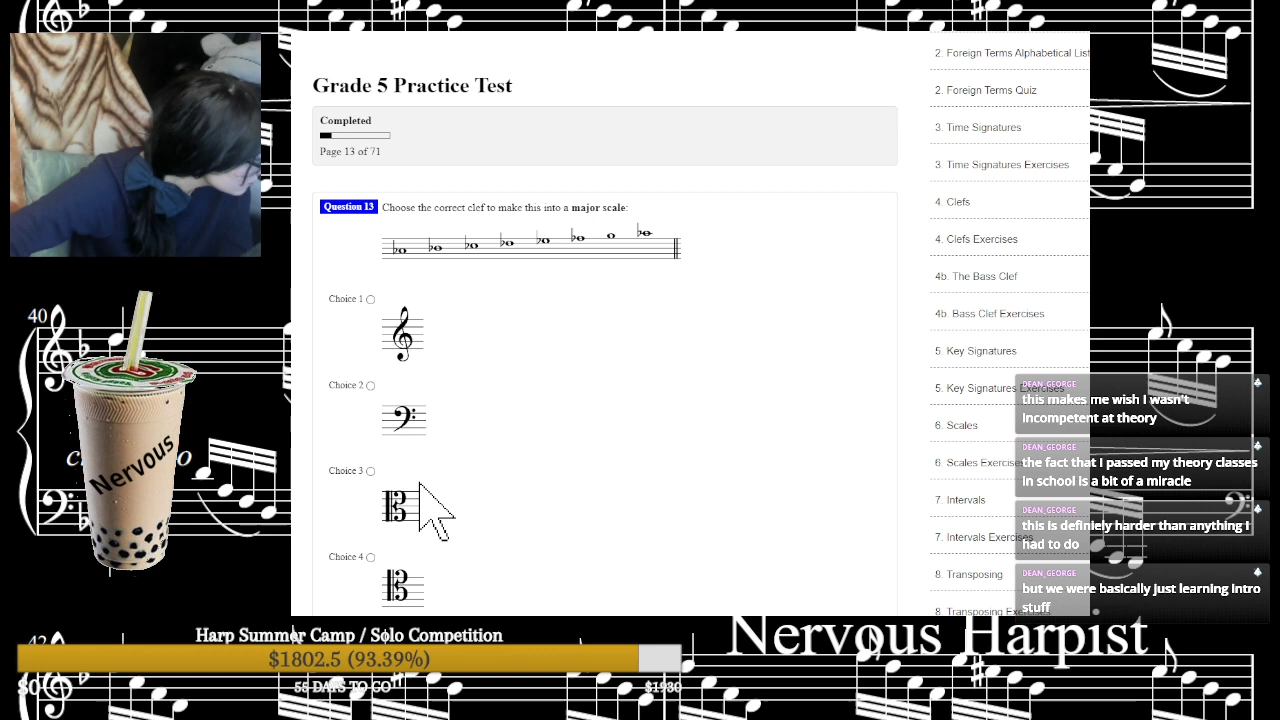 Grade 5 Practice Test
Completed
Page 13 of 71
Question 13 Choose the correct clef to make this into a major scale:
Choice 1
Choice 2
Choice 3
Choice 4
2. Foreign Terms Alphabetical List
2. Foreign Terms Quiz
3. Time Signatures
3. Time Signatures Exercises
4. Clefs
4. Clefs Exercises
4b. The Bass Clef
4b. Bass Clef Exercises
5. Key Signatures
5. Key Signatures Exercises
6. Scales
6. Scales Exercises
7. Intervals
7. Intervals Exercises
8. Transposing
8. Transposing
DEAN_GEORGE
this makes me wish I wasn't
incompetent at theory
DEAN_GEORGE
the fact that I passed my theory classes
in school is a bit of a miracle
DEAN_GEORGE
this is definiely harder than anything I
had to do
DEAN_GEORGE
but we were basically just learning intro
stuff
40
Nervous
42
Harp Summer Camp / Solo Competition
$1802.5 (93.39%)
$0
55 DAYS TO GO
$1930
Nervous Harpist